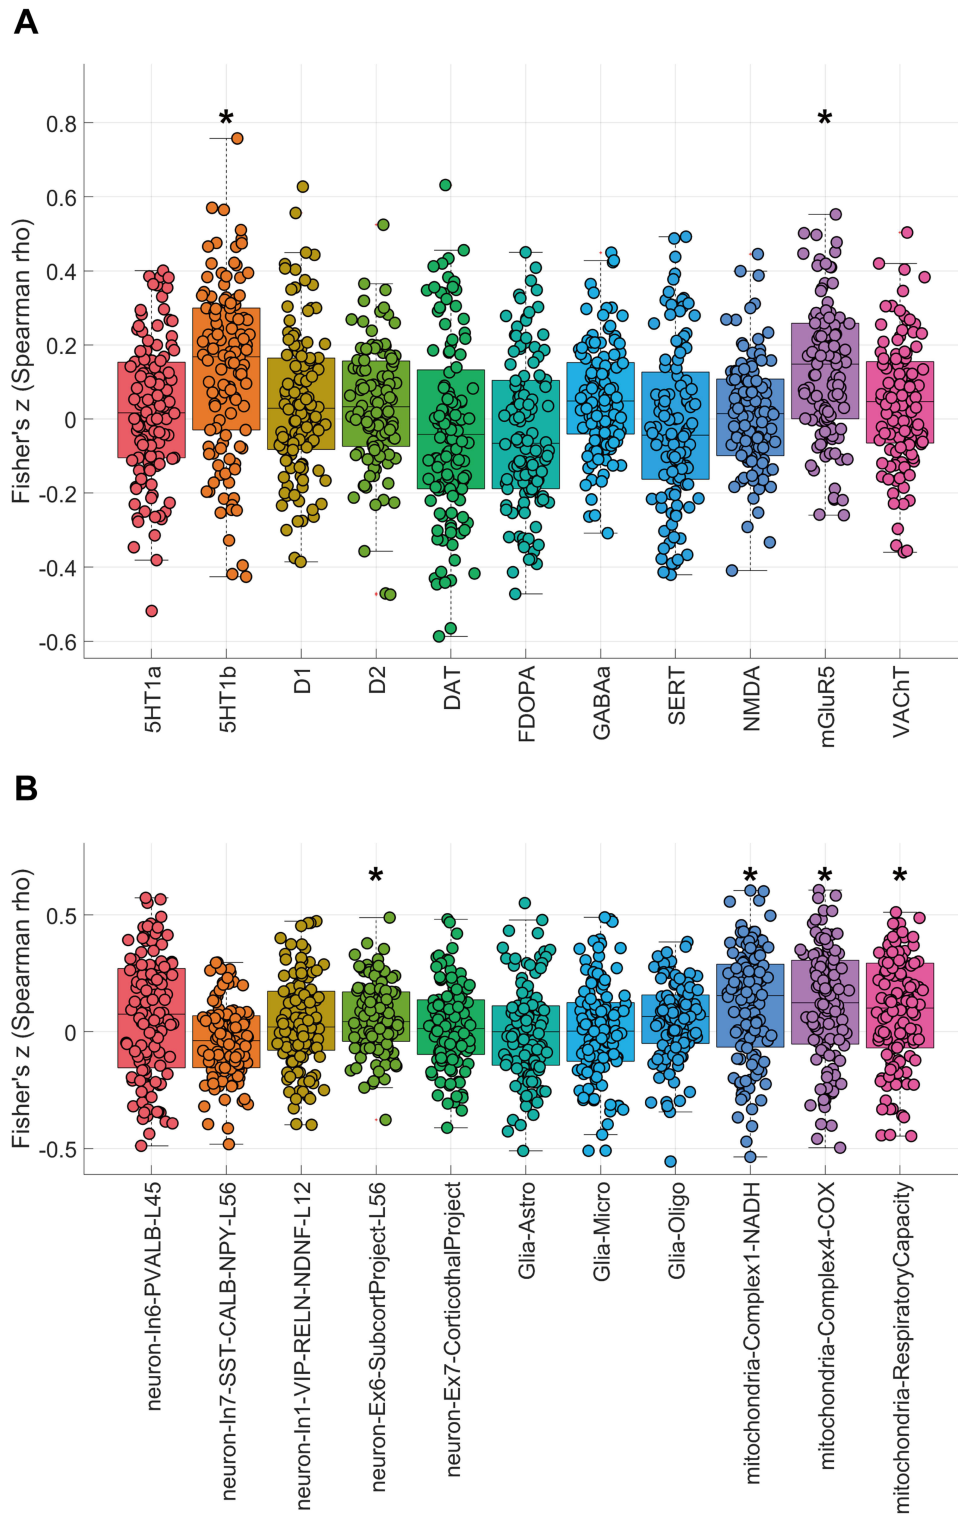 A
Fisher's z (Spearman rho)
0.8
0.6
0.4
0.2
0
-0.2
-0.4
-0.6
*
*
5HT1a
5HT1b
D1
D2
DAT
FDOPA
GABAa
SERT
NMDA
mGluR5
VAChT
B
Fisher's z (Spearman rho)
0.5
0
-0.5
*
*
*
*
neuron-In6-PVALB-L45
neuron-In7-SST-CALB-NPY-L56
neuron-In1-VIP-RELN-NDNF-L12
neuron-Ex6-SubcortProject-L56
neuron-Ex7-CorticothalProject
Glia-Astro
Glia-Micro
Glia-Oligo
mitochondria-Complex1-NADH
mitochondria-Complex4-COX
mitochondria-RespiratoryCapacity